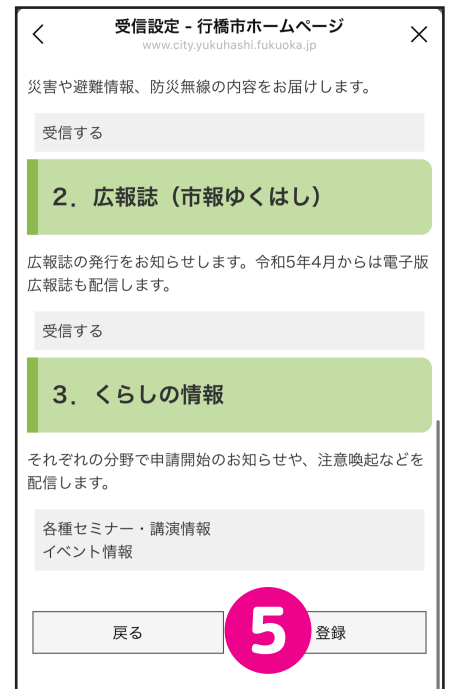 受信設定 - 行橋市ホームページ
www.city.yukuhashi.fukuoka.jp
災害や避難情報、防災無線の内容をお届けします。
受信する
2．広報誌（市報ゆくはし）
広報誌の発行をお知らせします。令和5年4月からは電子版
広報誌も配信します。
受信する
3．くらしの情報
それぞれの分野で申請開始のお知らせや、注意喚起などを
配信します。
各種セミナー・講演情報
イベント情報
戻る
5
登録